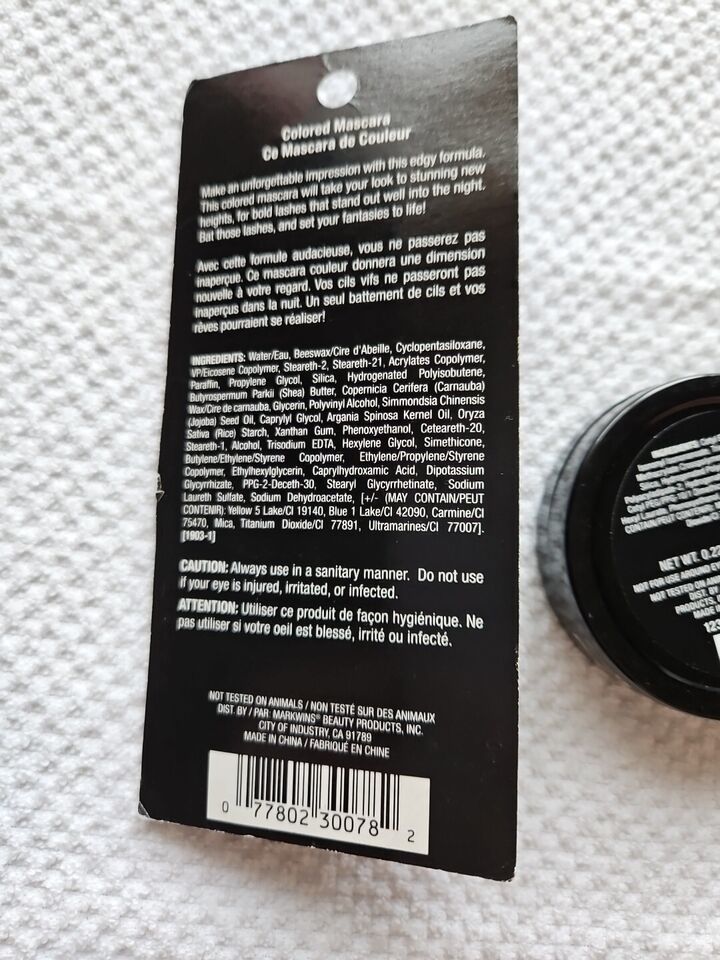 Colored Mascara
Ce Mascara de Couleur
Make an unforgettable impression with this edgy formula.
This colored mascara will take your look to stunning new
heights, for bold lashes that stand out well into the night.
Bat those lashes, and set your fantasies to life!
Avec cette formule audacieuse, vous ne passerez pas
inaperçue. Ce mascara couleur donnera une dimension
nouvelle à votre regard. Vos cils vifs ne passeront pas
inaperçus dans la nuit. Un seul battement de cils et vos
rêves pourraient se réaliser!
INGREDIENTS: Water/Eau, Beeswax/Cire d'Abeille, Cyclopentasiloxane,
VP/Eicosene Copolymer, Steareth-2, Steareth-21, Acrylates Copolymer,
Paraffin, Propylene Glycol, Silica, Hydrogenated Polyisobutene,
Butyrospermum Parkii (Shea) Butter, Copernicia Cerifera (Carnauba)
Wax/Cire de carnauba, Glycerin, Polyvinyl Alcohol, Simmondsia Chinensis
(Jojoba) Seed Oil, Caprylyl Glycol, Argania Spinosa Kernel Oil, Oryza
Sativa (Rice) Starch, Xanthan Gum, Phenoxyethanol, Ceteareth-20,
Steareth-1, Alcohol, Trisodium EDTA, Hexylene Glycol, Simethicone,
Butylene/Ethylene/Styrene Copolymer, Ethylene/Propylene/Styrene
Copolymer, Ethylhexylglycerin, Caprylhydroxamic Acid, Dipotassium
Glycyrrhizate, PPG-2-Deceth-30, Stearyl Glycyrrhetinate, Sodium
Laureth Sulfate, Sodium Dehydroacetate, [+/- (MAY CONTAIN/PEUT
CONTENIR): Yellow 5 Lake/CI 19140, Blue 1 Lake/CI 42090, Carmine/CI
75470, Mica, Titanium Dioxide/CI 77891, Ultramarines/CI 77007].
[1903-1]
CAUTION: Always use in a sanitary manner. Do not use
if your eye is injured, irritated, or infected.
ATTENTION: Utiliser ce produit de façon hygiénique. Ne
pas utiliser si votre oeil est blessé, irrité ou infecté.
NOT TESTED ON ANIMALS / NON TESTÉ SUR DES ANIMAUX
DIST. BY / PAR MARKWINS® BEAUTY PRODUCTS, INC.
CITY OF INDUSTRY, CA 91789
MADE IN CHINA / FABRIQUÉ EN CHINE
0 77802 30078 2
NET WT. 0.2
NOT FOR USE AROUND
NOT TESTED ON
DIST. BY
PRODUCTS,
MADE
123